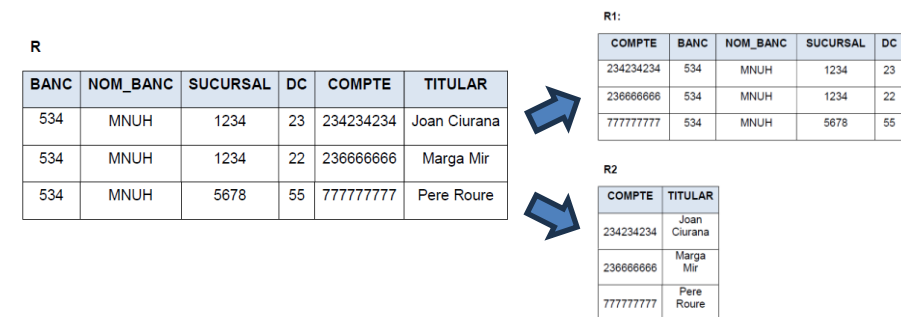 R
BANC NOM_BANC SUCURSAL DC COMPTE TITULAR
534 MNUH 1234 23 234234234 Joan Ciurana
534 MNUH 1234 22 236666666 Marga Mir
534 MNUH 5678 55 777777777 Pere Roure
R1:
COMPTE BANC NOM_BANC SUCURSAL DC
234234234 534 MNUH 1234 23
236666666 534 MNUH 1234 22
777777777 534 MNUH 5678 55
R2
COMPTE TITULAR
Joan
234234234 Ciurana
Marga
236666666 Mir
Pere
777777777 Roure